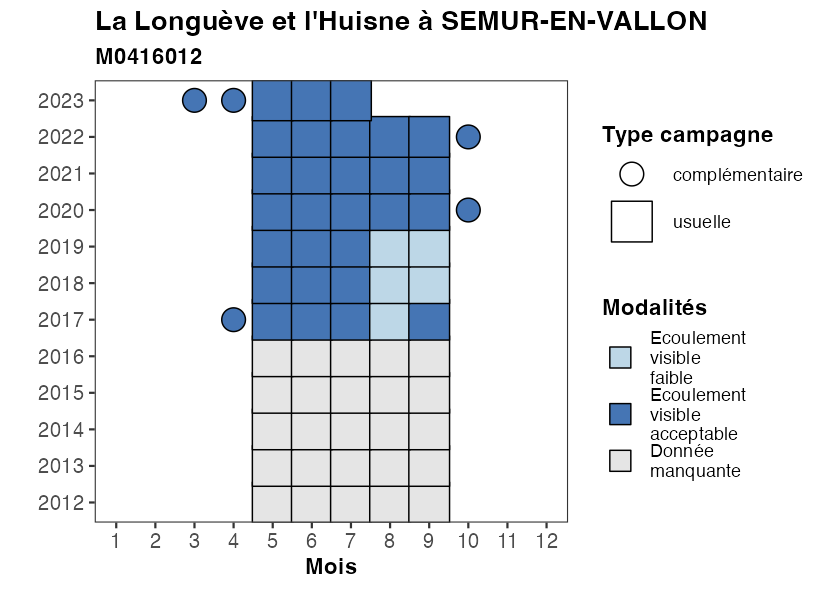 La Longuève et l'Huisne à SEMUR-EN-VALLON
M0416012
2023
2022
2021
2020
2019
2018
2017
2016
2015
2014
2013
2012
1 2 3 4 5 6 7 8 9 10 11 12
Mois
Type campagne
complémentaire
usuelle
Modalités
Ecoulement
visible
faible
Ecoulement
visible
acceptable
Donnée
manquante